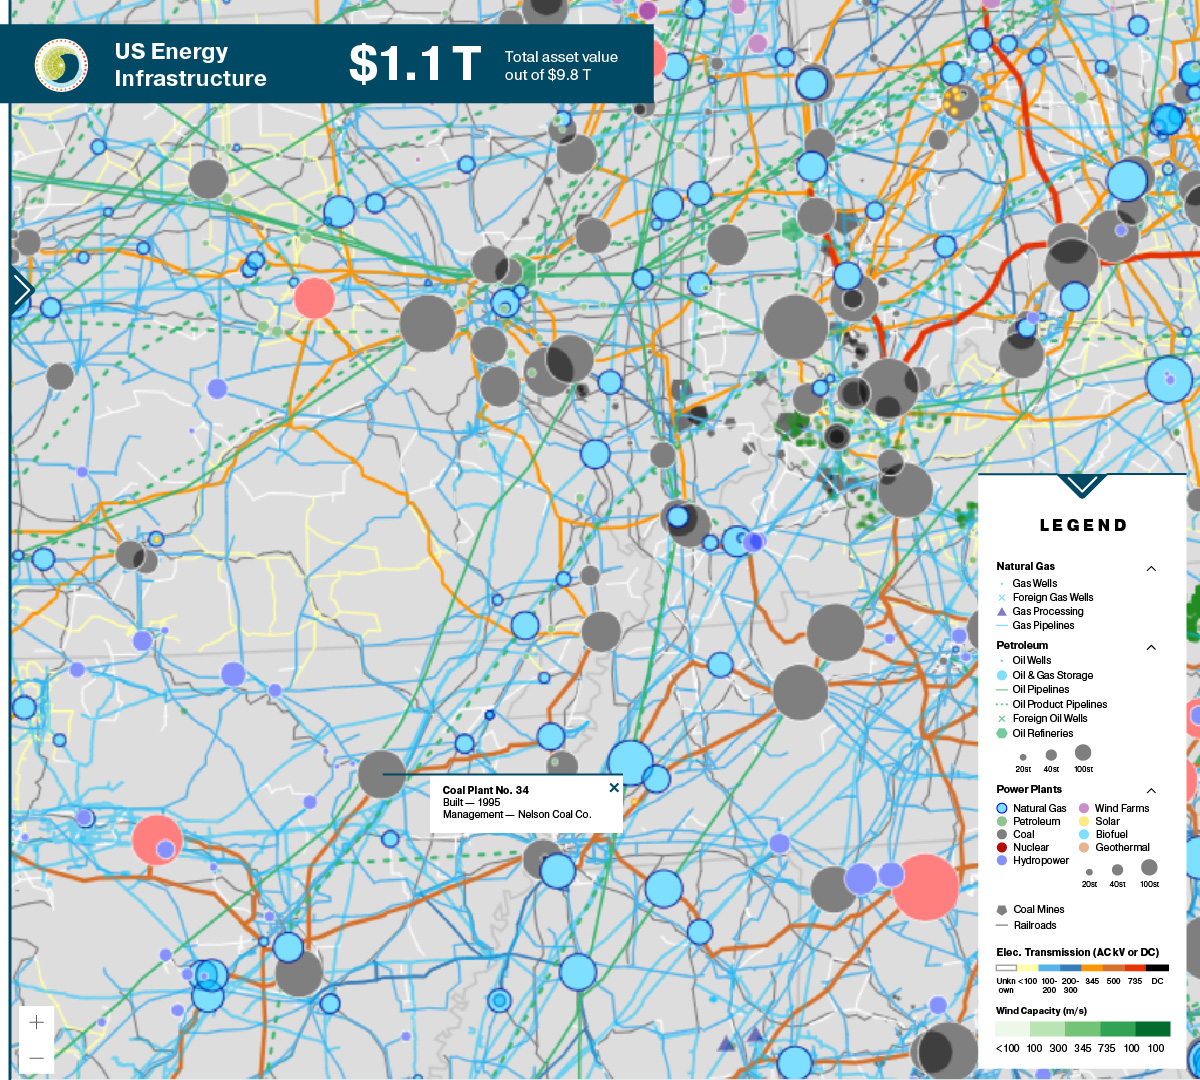 US Energy
Infrastructure
$1.1 T
Total asset value
out of $9.8 T
Coal Plant No. 34
Built — 1995
Management — Nelson Coal Co.
LEGEND
Natural Gas
Gas Wells
Foreign Gas Wells
Gas Processing
Gas Pipelines
Petroleum
Oil Wells
Oil & Gas Storage
Oil Pipelines
Oil Product Pipelines
Foreign Oil Wells
Oil Refineries
20st 40st 100st
Power Plants
Natural Gas Wind Farms
Petroleum Solar
Coal Biofuel
Nuclear Geothermal
Hydropower
20st 40st 100st
Coal Mines
Railroads
Elec. Transmission (AC kV or DC)
Unkn <100 100- 200- 345 500 735 DC
own 200 300
Wind Capacity (m/s)
<100 100 300 345 735 100 100